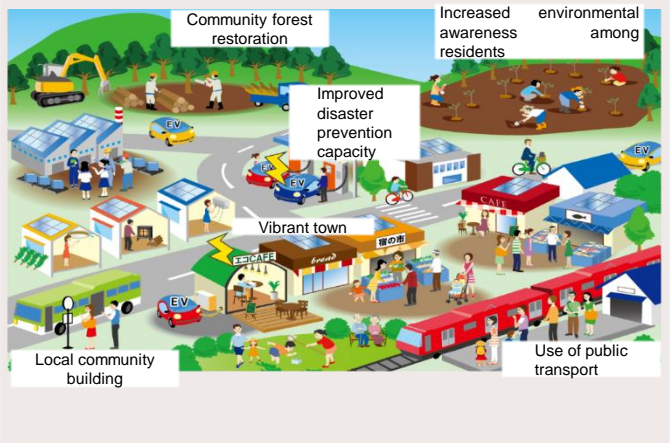 Community forest
restoration
Increased environmental
awareness among
residents
Improved
disaster
prevention
capacity
EV
EV
EV
EV
CAFE
Vibrant town
宿の市
エコCAFE
bread
EV
Local community
building
Use of public
transport